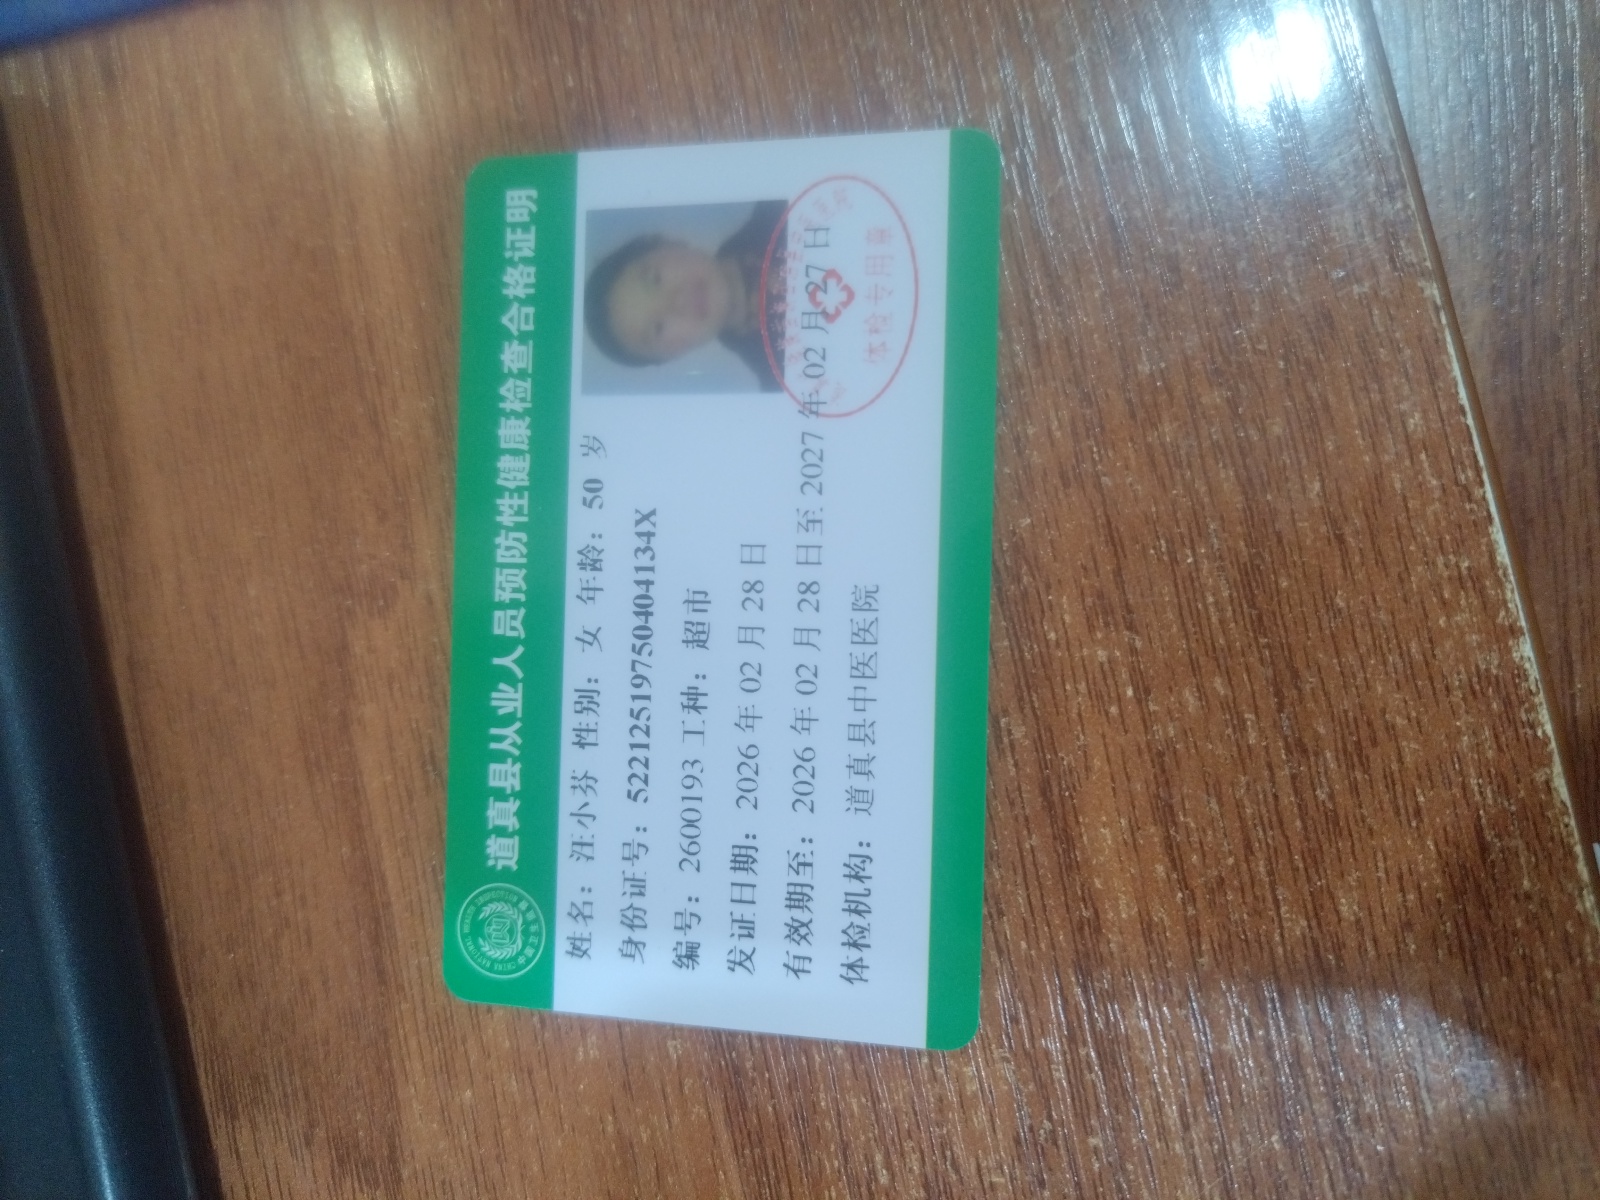 道真县从业人员预防性健康检查合格证明
姓名：汪小芬 性别：女 年龄：50 岁
身份证号：52212519750404134X
编号：2600193 工种：超市
发证日期：2026 年 02 月 28 日
有效期至：2026 年 02 月 28 日至 2027 年 02 月 27 日
体检机构：道真县中医医院
体检专用章